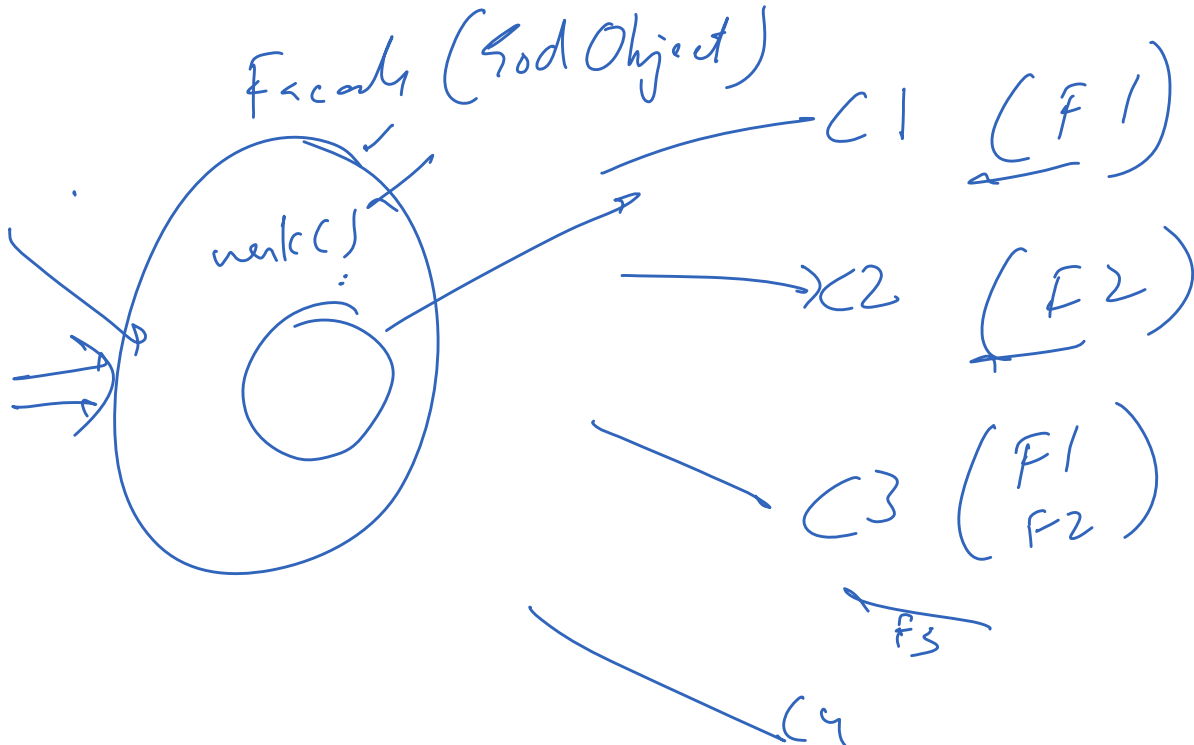 Facade (God Object)
work()
:
C1 (F1)
C2 (F2)
C3 (F1
F2)
F3
C4